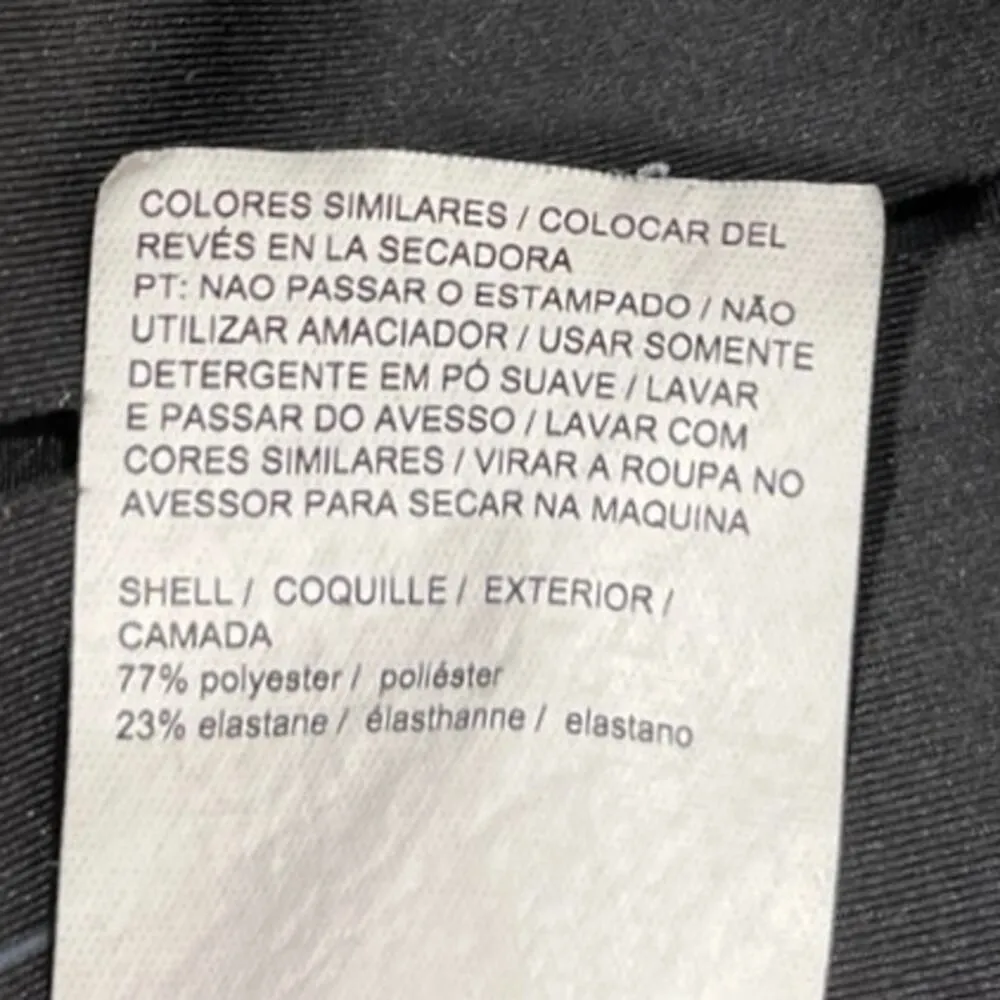 COLORES SIMILARES / COLOCAR DEL
REVÉS EN LA SECADORA
PT: NAO PASSAR O ESTAMPADO / NÃO
UTILIZAR AMACIADOR / USAR SOMENTE
DETERGENTE EM PÓ SUAVE / LAVAR
E PASSAR DO AVESSO / LAVAR COM
CORES SIMILARES / VIRAR A ROUPA NO
AVESSOR PARA SECAR NA MAQUINA
SHELL / COQUILLE / EXTERIOR /
CAMADA
77% polyester / poliéster
23% elastane / élasthanne / elastano